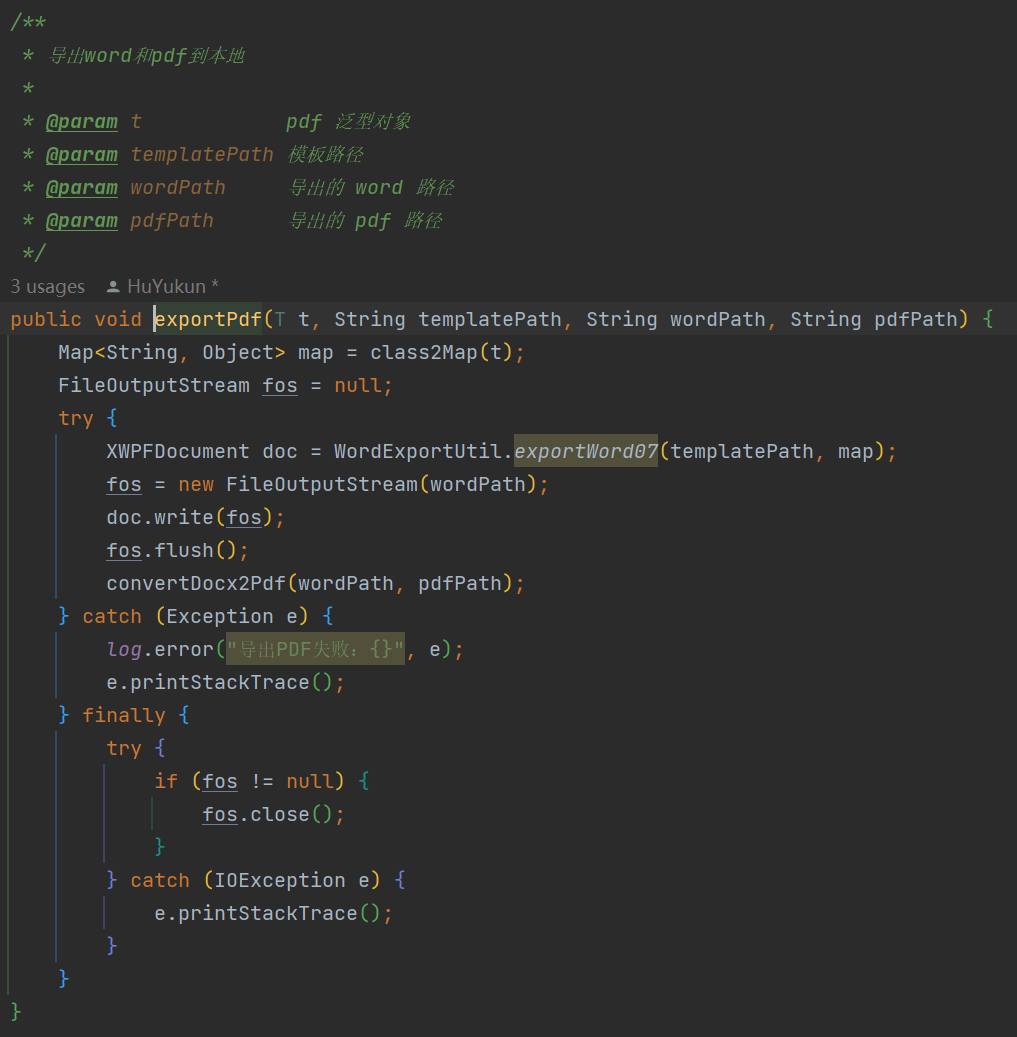 /**
 * 导出word和pdf到本地
 *
 * @param t            pdf 泛型对象
 * @param templatePath 模板路径
 * @param wordPath     导出的 word 路径
 * @param pdfPath      导出的 pdf 路径
 */
3 usages HuYukun *
public void exportPdf(T t, String templatePath, String wordPath, String pdfPath) {
    Map<String, Object> map = class2Map(t);
    FileOutputStream fos = null;
    try {
        XWPFDocument doc = WordExportUtil.exportWord07(templatePath, map);
        fos = new FileOutputStream(wordPath);
        doc.write(fos);
        fos.flush();
        convertDocx2Pdf(wordPath, pdfPath);
    } catch (Exception e) {
        log.error("导出PDF失败：{}", e);
        e.printStackTrace();
    } finally {
        try {
            if (fos != null) {
                fos.close();
            }
        } catch (IOException e) {
            e.printStackTrace();
        }
    }
}